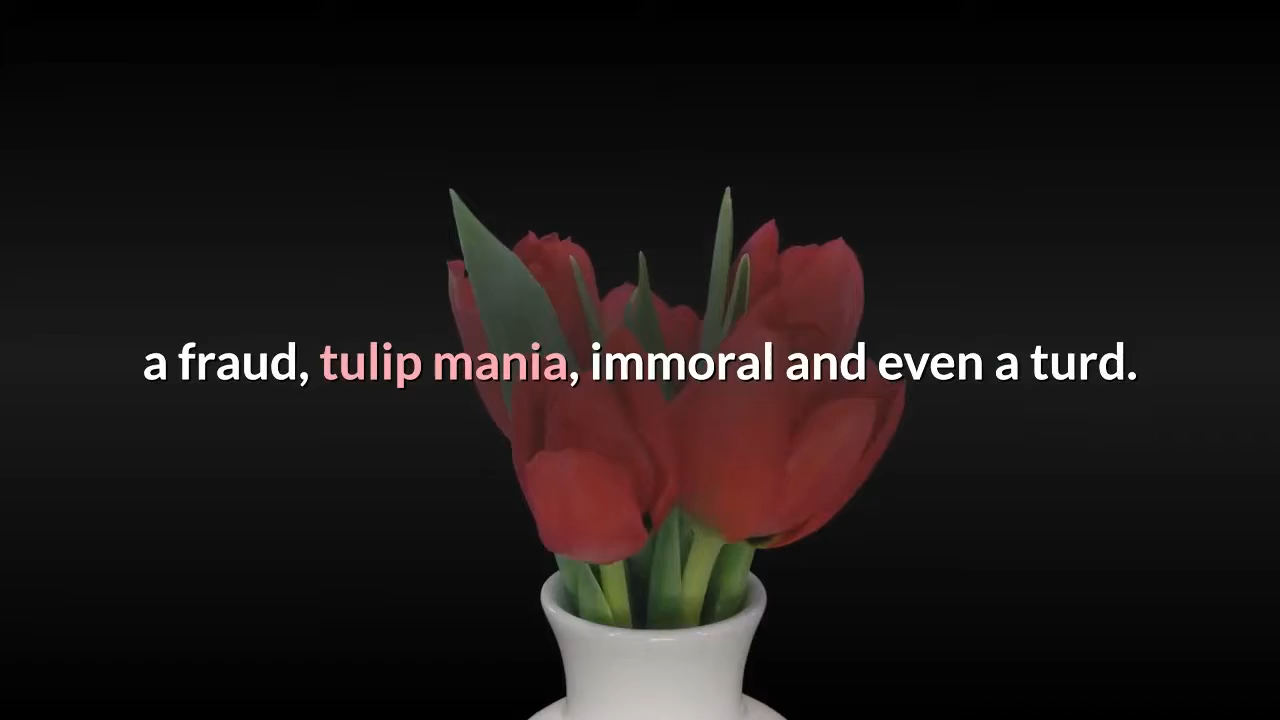 a fraud, tulip mania, immoral and even a turd.